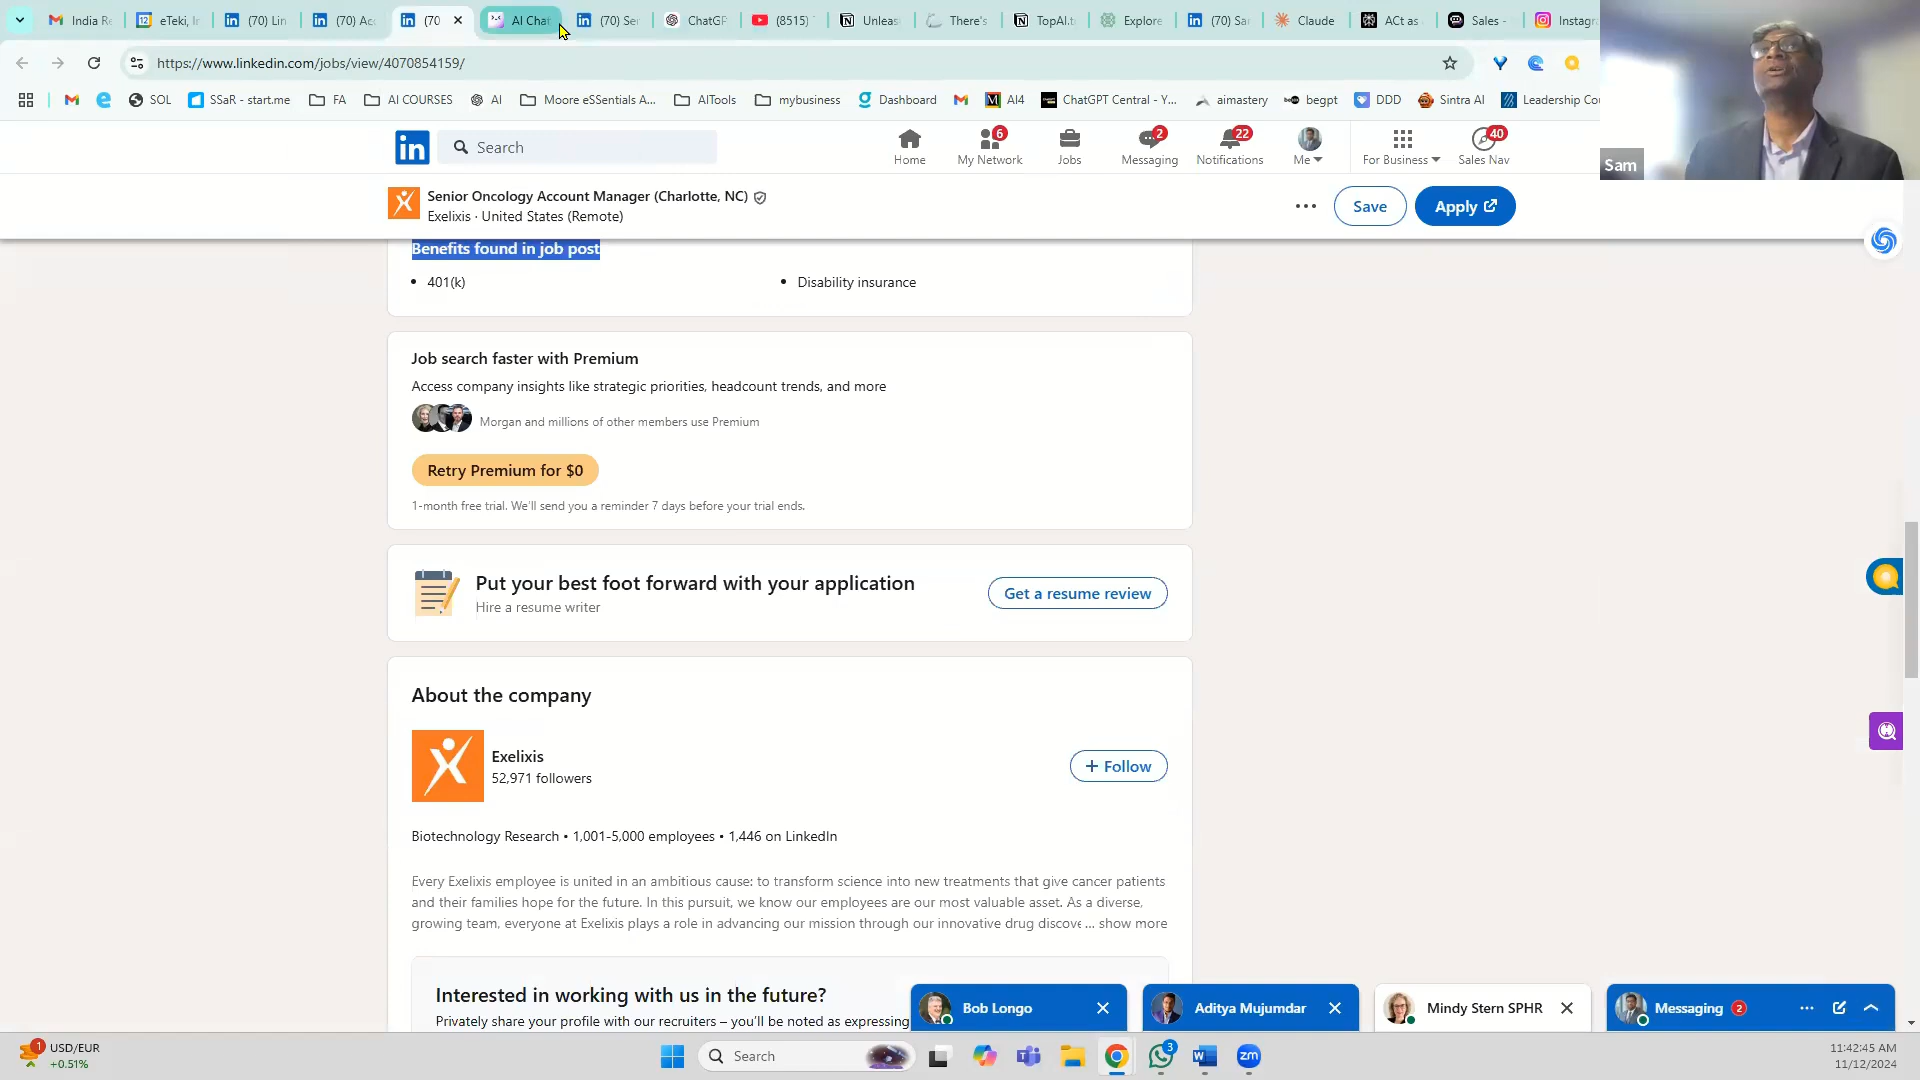 India Re
eTeki, In
(70) Lin
(70) Acc
(70
AI Chat
(70) Ser
ChatGP
(8515)
Unleas
There's
TopAI.t
Explore
(70) Sar
Claude
ACt as
Sales -
Instagra
https://www.linkedin.com/jobs/view/4070854159/
SOL
SSaR - start.me
FA
AI COURSES
AI
Moore eSSentials A...
AITools
mybusiness
Dashboard
AI4
ChatGPT Central - Y...
aimastery
begpt
DDD
Sintra AI
Leadership Cou
Sam
in
Search
Home
6
My Network
Jobs
2
Messaging
22
Notifications
Me
For Business
40
Sales Nav
Senior Oncology Account Manager (Charlotte, NC)
Exelixis · United States (Remote)
Save
Apply
Benefits found in job post
• 401(k)
• Disability insurance
Job search faster with Premium
Access company insights like strategic priorities, headcount trends, and more
Morgan and millions of other members use Premium
Retry Premium for $0
1-month free trial. We'll send you a reminder 7 days before your trial ends.
Put your best foot forward with your application
Hire a resume writer
Get a resume review
About the company
Exelixis
52,971 followers
+ Follow
Biotechnology Research • 1,001-5,000 employees • 1,446 on LinkedIn
Every Exelixis employee is united in an ambitious cause: to transform science into new treatments that give cancer patients
and their families hope for the future. In this pursuit, we know our employees are our most valuable asset. As a diverse,
growing team, everyone at Exelixis plays a role in advancing our mission through our innovative drug discove ... show more
Interested in working with us in the future?
Privately share your profile with our recruiters – you'll be noted as expressing
Bob Longo
Aditya Mujumdar
Mindy Stern SPHR
Messaging 2
1
USD/EUR
+0.51%
Search
3
zm
11:42:45 AM
11/12/2024